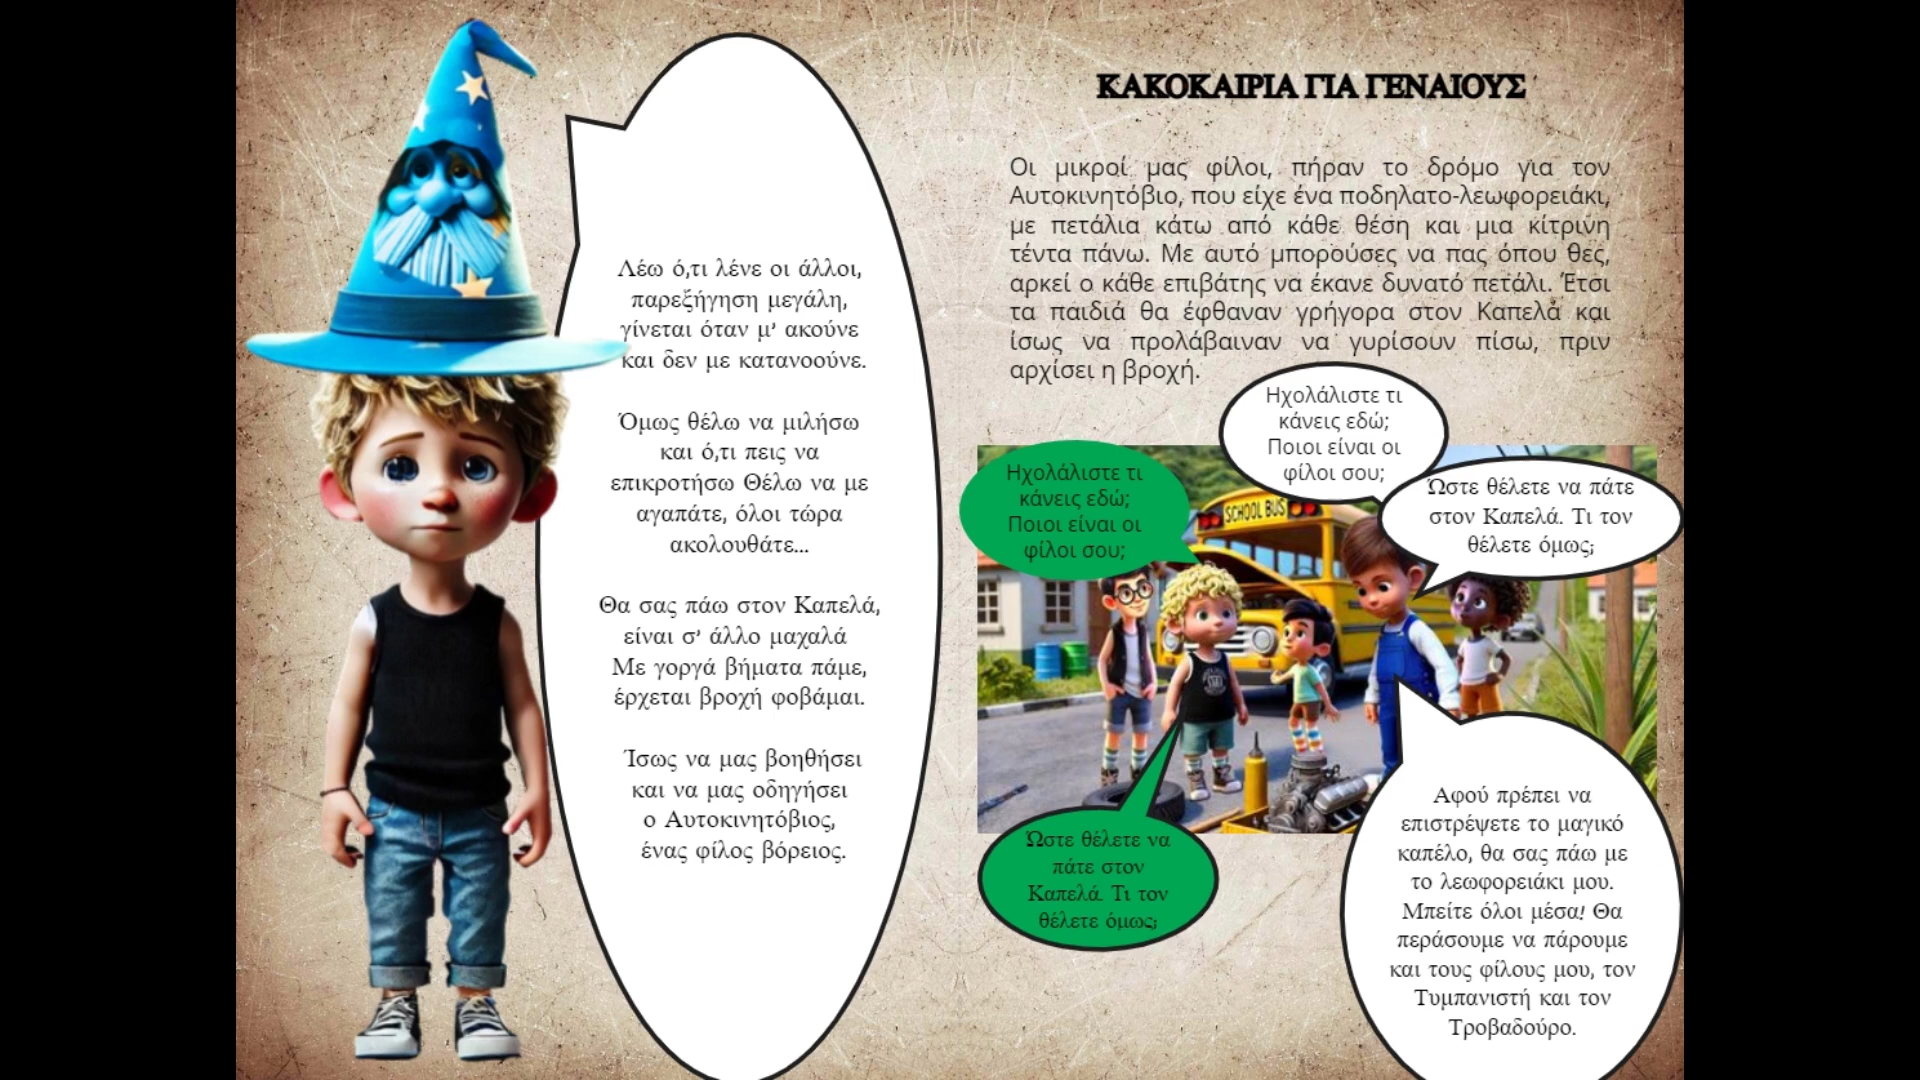 Λέω ό,τι λένε οι άλλοι,
παρεξήγηση μεγάλη,
γίνεται όταν μ' ακούνε
και δεν με κατανοούνε.
Όμως θέλω να μιλήσω
και ό,τι πεις να
επικροτήσω Θέλω να με
αγαπάτε, όλοι τώρα
ακολουθάτε...
Θα σας πάω στον Καπελά,
είναι σ' άλλο μαχαλά
Με γοργά βήματα πάμε,
έρχεται βροχή φοβάμαι.
Ίσως να μας βοηθήσει
και να μας οδηγήσει
ο Αυτοκινητόβιος,
ένας φίλος βόρειος.
ΚΑΚΟΚΑΙΡΙΑ ΓΙΑ ΓΕΝΑΙΟΥΣ
Οι μικροί μας φίλοι, πήραν το δρόμο για τον
Αυτοκινητόβιο, που είχε ένα ποδηλατο-λεωφορειάκι,
με πετάλια κάτω από κάθε θέση και μια κίτρινη
τέντα πάνω. Με αυτό μπορούσες να πας όπου θες,
αρκεί ο κάθε επιβάτης να έκανε δυνατό πετάλι. Έτσι
τα παιδιά θα έφθαναν γρήγορα στον Καπελά και
ίσως να προλάβαιναν να γυρίσουν πίσω, πριν
αρχίσει η βροχή.
Ηχολάλιστε τι
κάνεις εδώ;
Ποιοι είναι οι
φίλοι σου;
Ηχολάλιστε τι
κάνεις εδώ;
Ποιοι είναι οι
φίλοι σου;
Ώστε θέλετε να πάτε
στον Καπελά. Τι τον
θέλετε όμως;
SCHOOL BUS
Ώστε θέλετε να
πάτε στον
Καπελά. Τι τον
θέλετε όμως;
Αφού πρέπει να
επιστρέψετε το μαγικό
καπέλο, θα σας πάω με
το λεωφορειάκι μου.
Μπείτε όλοι μέσα! Θα
περάσουμε να πάρουμε
και τους φίλους μου, τον
Τυμπανιστή και τον
Τροβαδούρο.